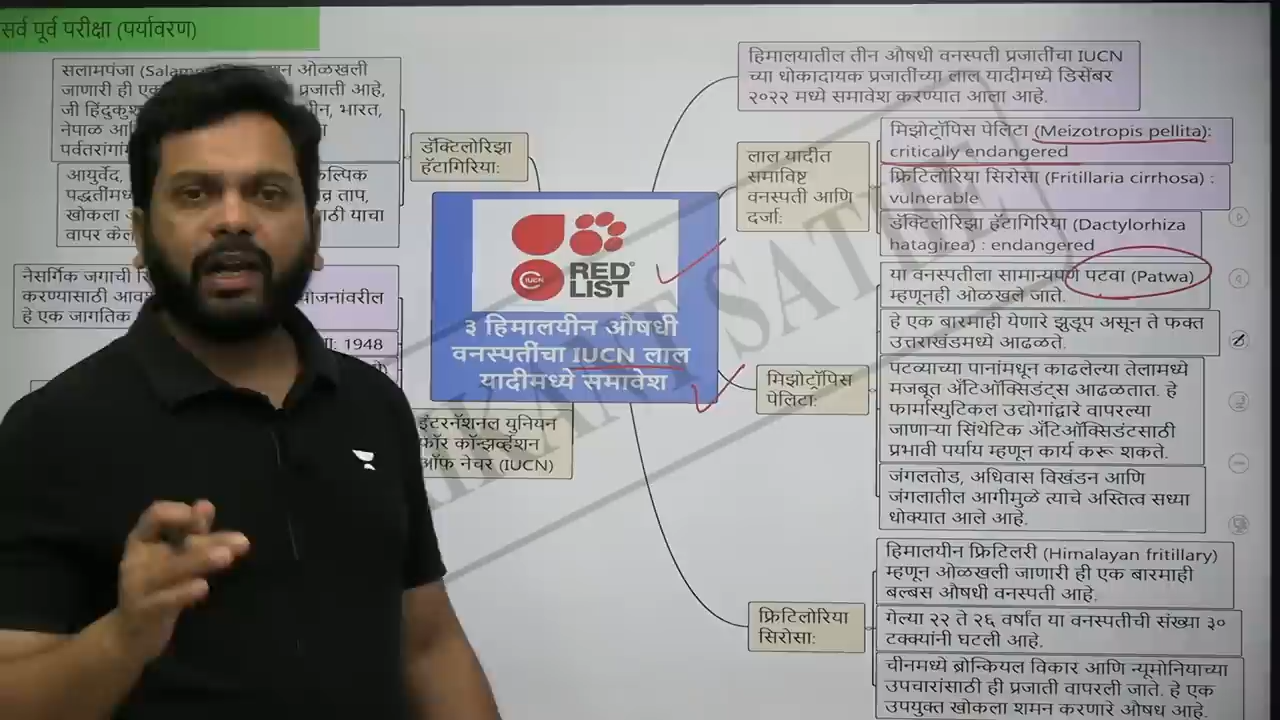 सर्व पूर्व परीक्षा (पर्यावरण)
सलामपंजा ओळखली
जाणारी ही एक प्रजाती आहे,
जी हिंदुकुश भारत,
नेपाळ
आयुर्वेद,
ताप,
खोकला याचा
वापर
डॅक्टिलोरिझा
हॅटागिरिया:
नैसर्गिक जगाची
करण्यासाठी
हे एक जागतिक
1948
RED
LIST
IUCN
३ हिमालयीन औषधी
वनस्पतींचा IUCN लाल
यादीमध्ये समावेश
इंटरनॅशनल युनियन
फॉर कॉन्झर्व्हेशन
ऑफ नेचर (IUCN)
हिमालयातील तीन औषधी वनस्पती प्रजातींचा IUCN
च्या धोकादायक प्रजातींच्या लाल यादीमध्ये डिसेंबर
२०२२ मध्ये समावेश करण्यात आला आहे.
लाल यादीत
समाविष्ट
वनस्पती आणि
दर्जा:
मिझोट्रॉपिस पेलिटा (Meizotropis pellita):
critically endangered
फ्रिटिलोरिया सिरोसा (Fritillaria cirrhosa) :
vulnerable
डॅक्टिलोरिझा हॅटागिरिया (Dactylorhiza
hatagirea) : endangered
मिझोट्रॉपिस
पेलिटा:
या वनस्पतीला सामान्यपणे पटवा (Patwa)
म्हणूनही ओळखले जाते.
हे एक बारमाही येणारे झुडूप असून ते फक्त
उत्तराखंडमध्ये आढळते.
पटव्याच्या पानांमधून काढलेल्या तेलामध्ये
मजबूत अँटिऑक्सिडंट्स आढळतात. हे
फार्मास्युटिकल उद्योगांद्वारे वापरल्या
जाणाऱ्या सिंथेटिक अँटिऑक्सिडंटसाठी
प्रभावी पर्याय म्हणून कार्य करू शकते.
जंगलतोड, अधिवास विखंडन आणि
जंगलातील आगीमुळे त्याचे अस्तित्व सध्या
धोक्यात आले आहे.
फ्रिटिलोरिया
सिरोसा:
हिमालयीन फ्रिटिलरी (Himalayan fritillary)
म्हणून ओळखली जाणारी ही एक बारमाही
बल्बस औषधी वनस्पती आहे.
गेल्या २२ ते २६ वर्षांत या वनस्पतीची संख्या ३०
टक्क्यांनी घटली आहे.
चीनमध्ये ब्रोन्कियल विकार आणि न्यूमोनियाच्या
उपचारांसाठी ही प्रजाती वापरली जाते. हे एक
उपयुक्त खोकला शमन करणारे औषध आहे.
IKANT SATHE